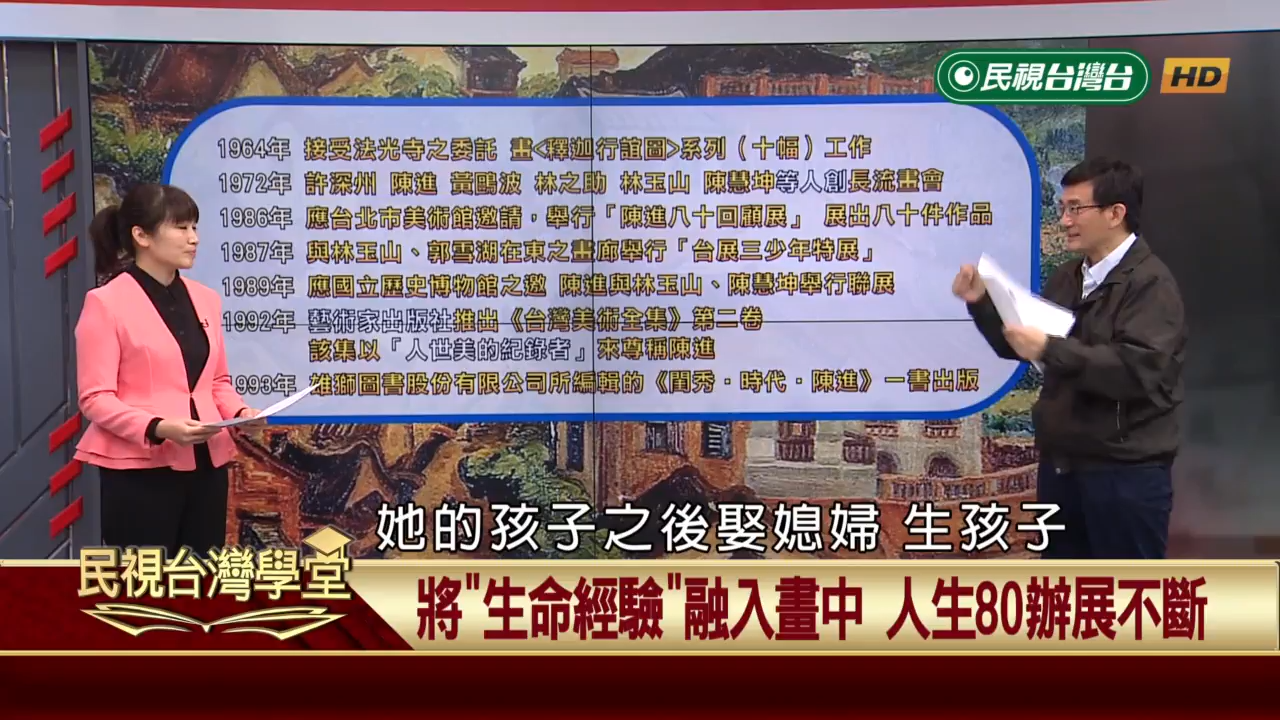 民視台灣台 HD
1964年 接受法光寺之委託 畫<釋迦行誼圖>系列(十幅)工作
1972年 許深州 陳進 黃鷗波 林之助 林玉山 陳慧坤等人創長流畫會
1986年 應台北市美術館邀請,舉行「陳進八十回顧展」 展出八十件作品
1987年 與林玉山、郭雪湖在東之畫廊舉行「台展三少年特展」
1989年 應國立歷史博物館之邀 陳進與林玉山、陳慧坤舉行聯展
1992年 藝術家出版社推出《台灣美術全集》第二卷
該集以「人世美的紀錄者」來尊稱陳進
1993年 雄獅圖書股份有限公司所編輯的《閨秀.時代.陳進》一書出版
她的孩子之後娶媳婦 生孩子
民視台灣學堂
將"生命經驗"融入畫中 人生80辦展不斷